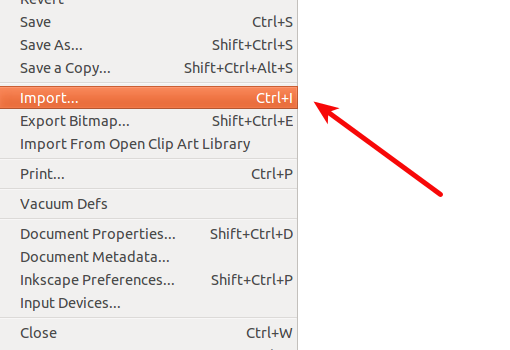 Revert
Save Ctrl+S
Save As... Shift+Ctrl+S
Save a Copy... Shift+Ctrl+Alt+S
Import... Ctrl+I
Export Bitmap... Shift+Ctrl+E
Import From Open Clip Art Library
Print... Ctrl+P
Vacuum Defs
Document Properties... Shift+Ctrl+D
Document Metadata...
Inkscape Preferences... Shift+Ctrl+P
Input Devices...
Close Ctrl+W